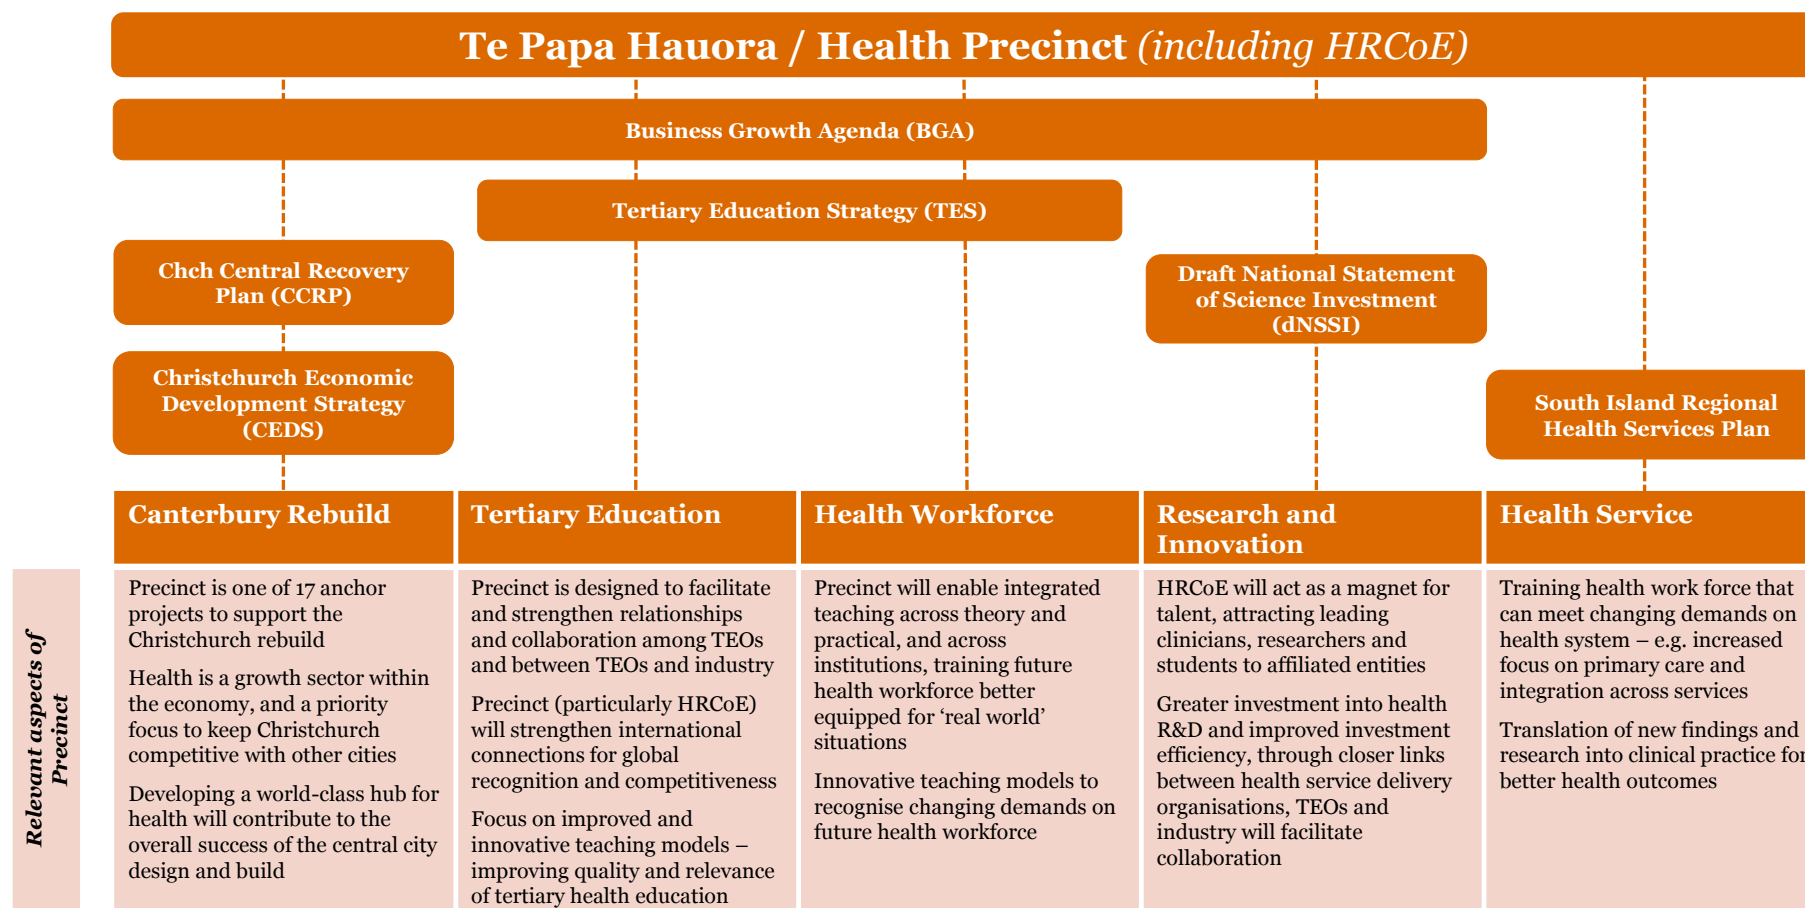 Te Papa Hauora / Health Precinct (including HRCoE)
Business Growth Agenda (BGA)
Tertiary Education Strategy (TES)
Chch Central Recovery
Plan (CCRP)
Draft National Statement
of Science Investment
(dNSSI)
Christchurch Economic
Development Strategy
(CEDS)
South Island Regional
Health Services Plan
Canterbury Rebuild
Tertiary Education
Health Workforce
Research and
Innovation
Health Service
Relevant aspects of
Precinct
Precinct is one of 17 anchor
projects to support the
Christchurch rebuild
Health is a growth sector within
the economy, and a priority
focus to keep Christchurch
competitive with other cities
Developing a world-class hub for
health will contribute to the
overall success of the central city
design and build
Precinct is designed to facilitate
and strengthen relationships
and collaboration among TEOs
and between TEOs and industry
Precinct (particularly HRCoE)
will strengthen international
connections for global
recognition and competitiveness
Focus on improved and
innovative teaching models –
improving quality and relevance
of tertiary health education
Precinct will enable integrated
teaching across theory and
practical, and across
institutions, training future
health workforce better
equipped for ‘real world’
situations
Innovative teaching models to
recognise changing demands on
future health workforce
HRCoE will act as a magnet for
talent, attracting leading
clinicians, researchers and
students to affiliated entities
Greater investment into health
R&D and improved investment
efficiency, through closer links
between health service delivery
organisations, TEOs and
industry will facilitate
collaboration
Training health work force that
can meet changing demands on
health system – e.g. increased
focus on primary care and
integration across services
Translation of new findings and
research into clinical practice for
better health outcomes